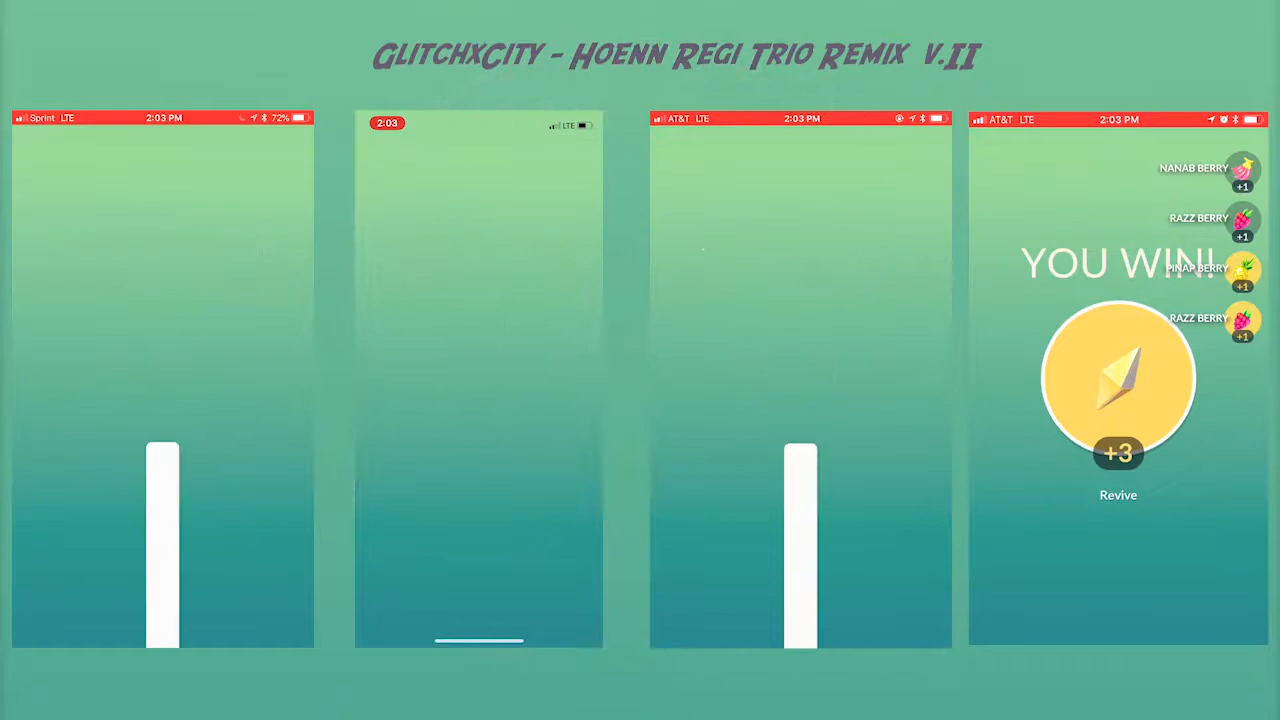 GlitchxCity - Hoenn Regi Trio Remix v.II
Sprint LTE 2:03 PM 72%
2:03 LTE
AT&T LTE 2:03 PM
AT&T LTE 2:03 PM
NANAB BERRY
+1
RAZZ BERRY
+1
YOU WIN!
PINAP BERRY
+1
RAZZ BERRY
+1
+3
Revive